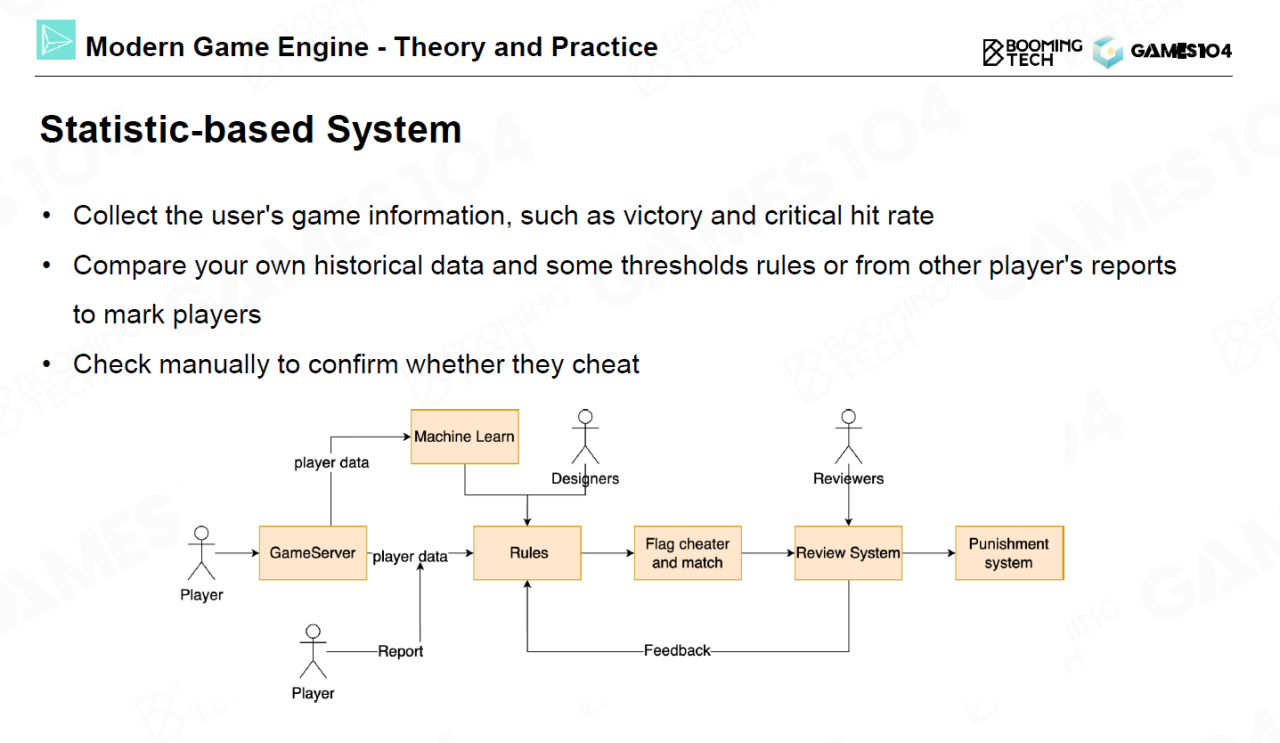 Modern Game Engine - Theory and Practice
BOOMING
TECH
GAMES104
Statistic-based System
• Collect the user's game information, such as victory and critical hit rate
• Compare your own historical data and some thresholds rules or from other player's reports
to mark players
• Check manually to confirm whether they cheat
Machine Learn
player data
Designers
Reviewers
GameServer
player data
Rules
Flag cheater
and match
Review System
Punishment
system
Player
Report
Feedback
Player